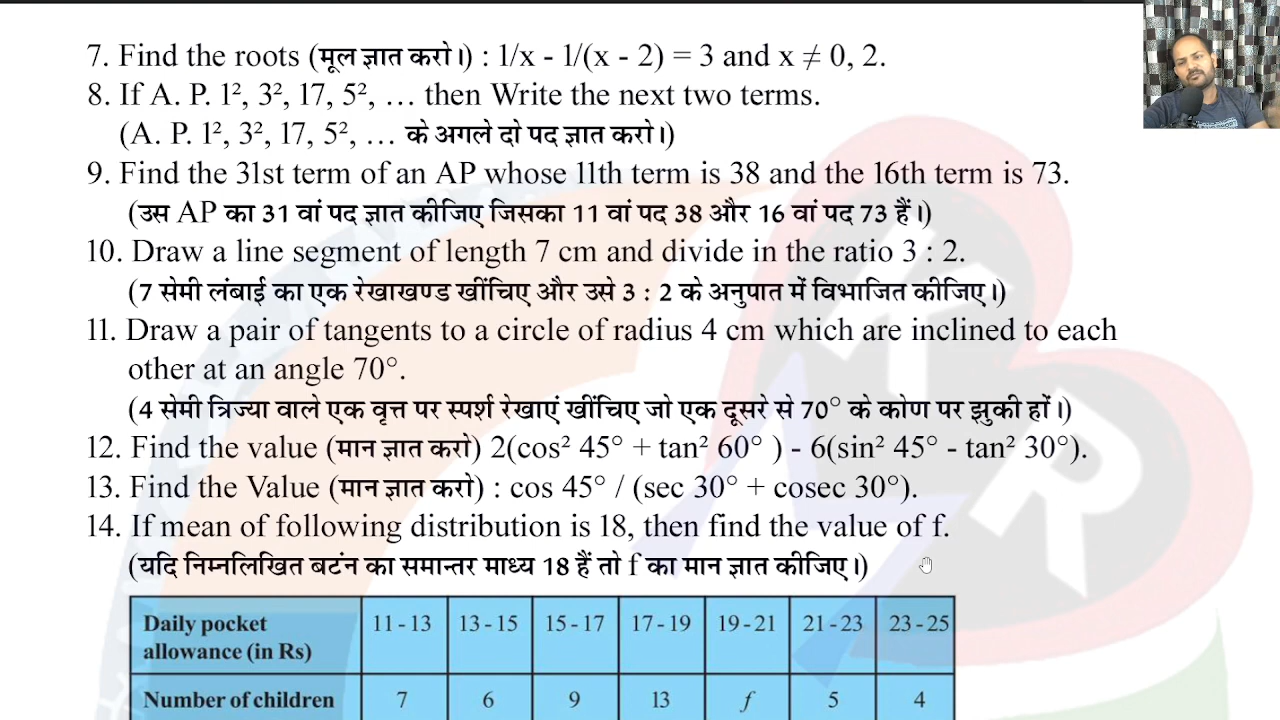 7. Find the roots (मूल ज्ञात करो।) : 1/x - 1/(x - 2) = 3 and x ≠ 0, 2.
8. If A. P. 1², 3², 17, 5², … then Write the next two terms.
(A. P. 1², 3², 17, 5², … के अगले दो पद ज्ञात करो।)
9. Find the 31st term of an AP whose 11th term is 38 and the 16th term is 73.
(उस AP का 31 वां पद ज्ञात कीजिए जिसका 11 वां पद 38 और 16 वां पद 73 हैं।)
10. Draw a line segment of length 7 cm and divide in the ratio 3 : 2.
(7 सेमी लंबाई का एक रेखाखण्ड खींचिए और उसे 3 : 2 के अनुपात में विभाजित कीजिए।)
11. Draw a pair of tangents to a circle of radius 4 cm which are inclined to each
other at an angle 70°.
(4 सेमी त्रिज्या वाले एक वृत्त पर स्पर्श रेखाएं खींचिए जो एक दूसरे से 70° के कोण पर झुकी हों।)
12. Find the value (मान ज्ञात करो) 2(cos² 45° + tan² 60° ) - 6(sin² 45° - tan² 30°).
13. Find the Value (मान ज्ञात करो) : cos 45° / (sec 30° + cosec 30°).
14. If mean of following distribution is 18, then find the value of f.
(यदि निम्नलिखित बटंन का समान्तर माध्य 18 हैं तो f का मान ज्ञात कीजिए।)
Daily pocket allowance (in Rs) 11 - 13 13 - 15 15 - 17 17 - 19 19 - 21 21 - 23 23 - 25
Number of children 7 6 9 13 f 5 4
K R